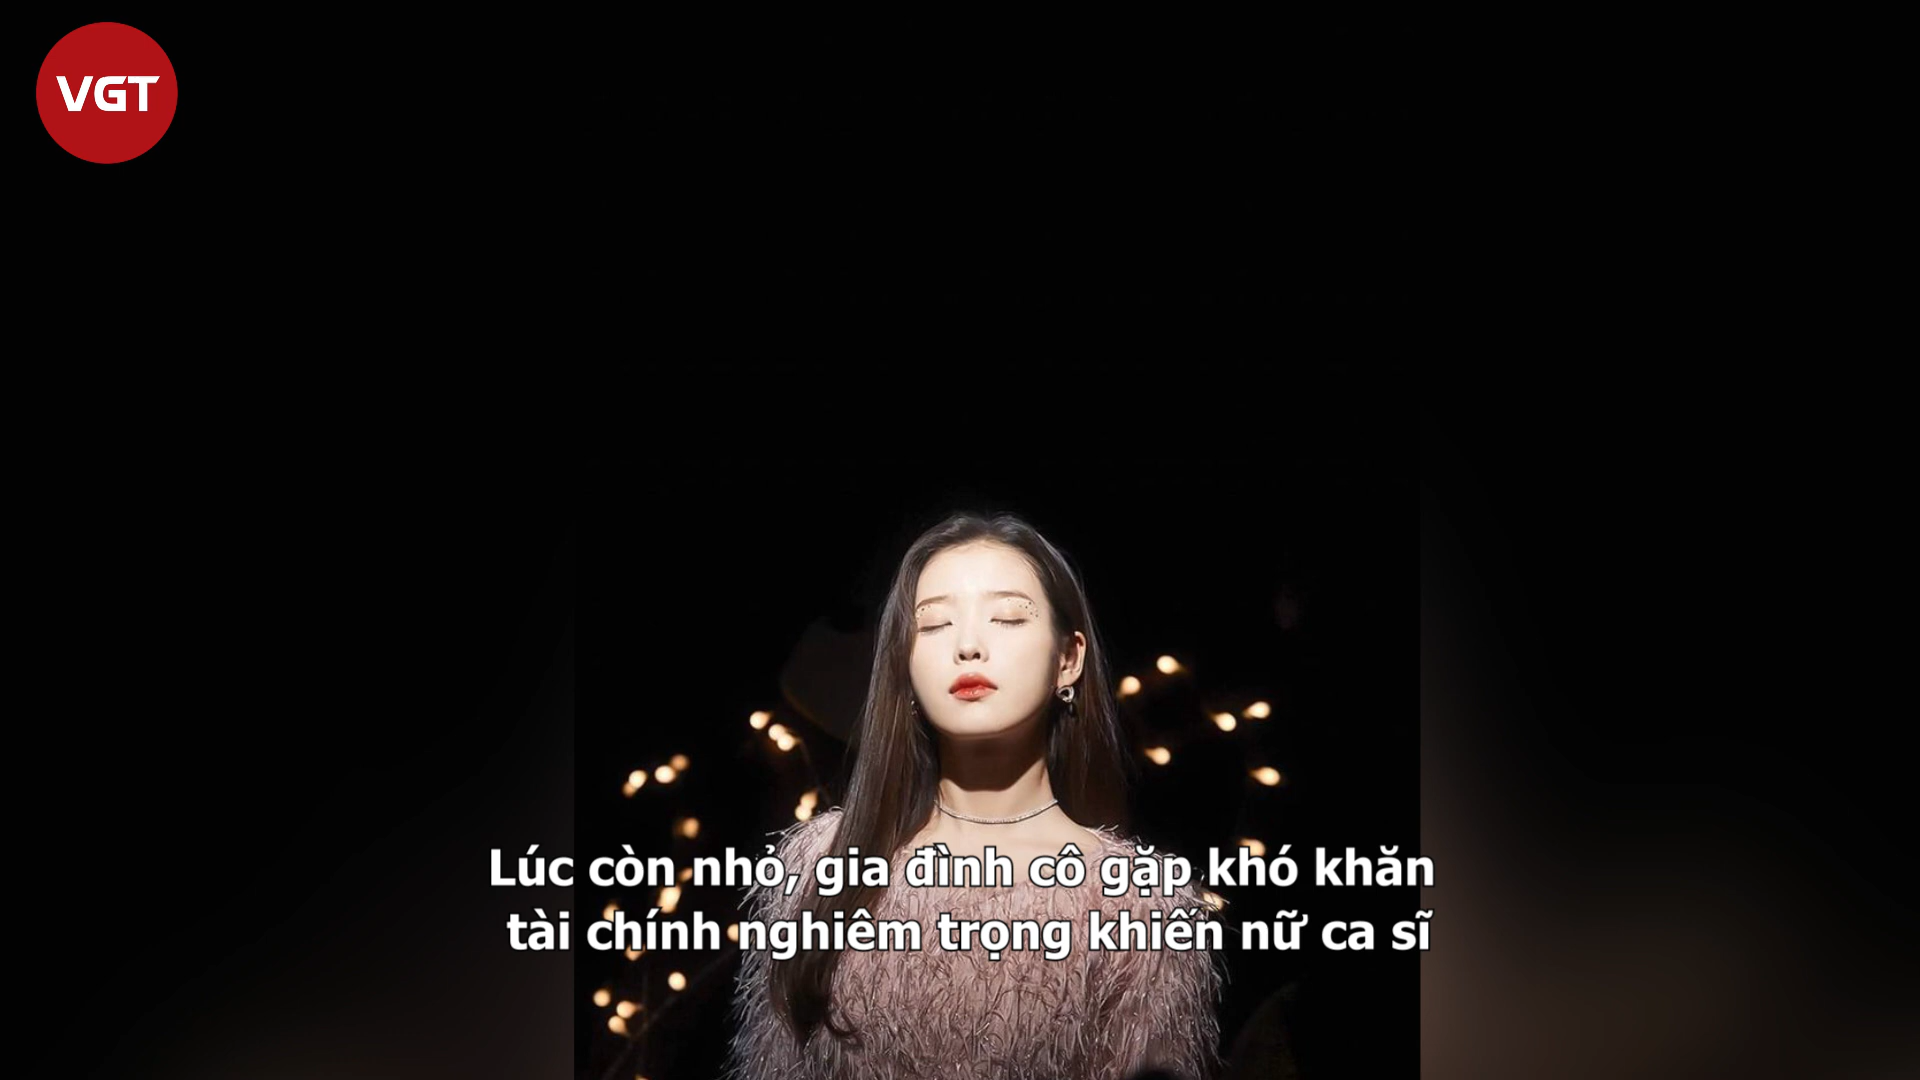 VGT
Lúc còn nhỏ, gia đình cô gặp khó khăn
tài chính nghiêm trọng khiến nữ ca sĩ